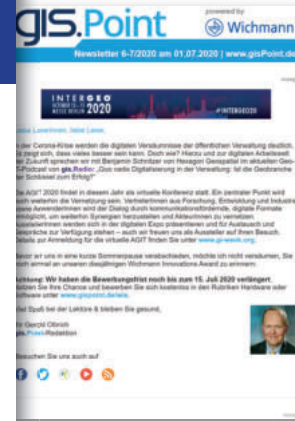 gis.Point
powered by
Wichmann
Newsletter 6-7/2020 am 01.07.2020 | www.gisPoint.de
INTERGEO
2020
#INTERGEO20
Liebe Leserinnen, liebe Leser,
in der Corona-Krise werden die digitalen Versäumnisse der öffentlichen Verwaltung deutlich.
Es zeigt sich, dass vieles besser sein kann. Doch wie? Hierzu und zur digitalen Arbeitswelt
der Zukunft sprechen wir mit Benjamin Schnitzer von Hexagon Geospatial im aktuellen Geo-
IT-Podcast von gis.Radio: „Quo vadis Digitalisierung in der Verwaltung: Ist die Geobranche
der Schlüssel zum Erfolg?“
Die AGIT 2020 findet in diesem Jahr als virtuelle Konferenz statt. Ein zentraler Punkt wird
auch weiterhin die Vernetzung sein. VertreterInnen aus Forschung, Entwicklung und Industrie
sowie AnwenderInnen wird der Dialog durch kommunikationsfördernde, digitale Formate
ermöglicht, um weiterhin Synergien herzustellen und AkteurInnen zu vernetzen.
AusstellerInnen werden sich in der digitalen Expo präsentieren und für Austausch und
Gespräche zur Verfügung stehen – auch wir freuen uns als Aussteller auf Ihren Besuch.
Details zur Anmeldung für die virtuelle AGIT finden Sie unter www.gi-week.org.
Bevor wir uns in eine kurze Sommerpause verabschieden, möchte ich nicht versäumen, Sie
noch einmal an unseren diesjährigen Wichmann Innovations Award zu erinnern.
Achtung: Wir haben die Bewerbungsfrist noch bis zum 15. Juli 2020 verlängert.
Nutzen Sie Ihre Chance und bewerben Sie sich kostenlos in den Rubriken Hardware oder
Software unter www.gispoint.de/wia.
Viel Spaß bei der Lektüre & bleiben Sie gesund,
Ihr Gerold Olbrich
gis.Point-Redaktion
Besuchen Sie uns auch auf